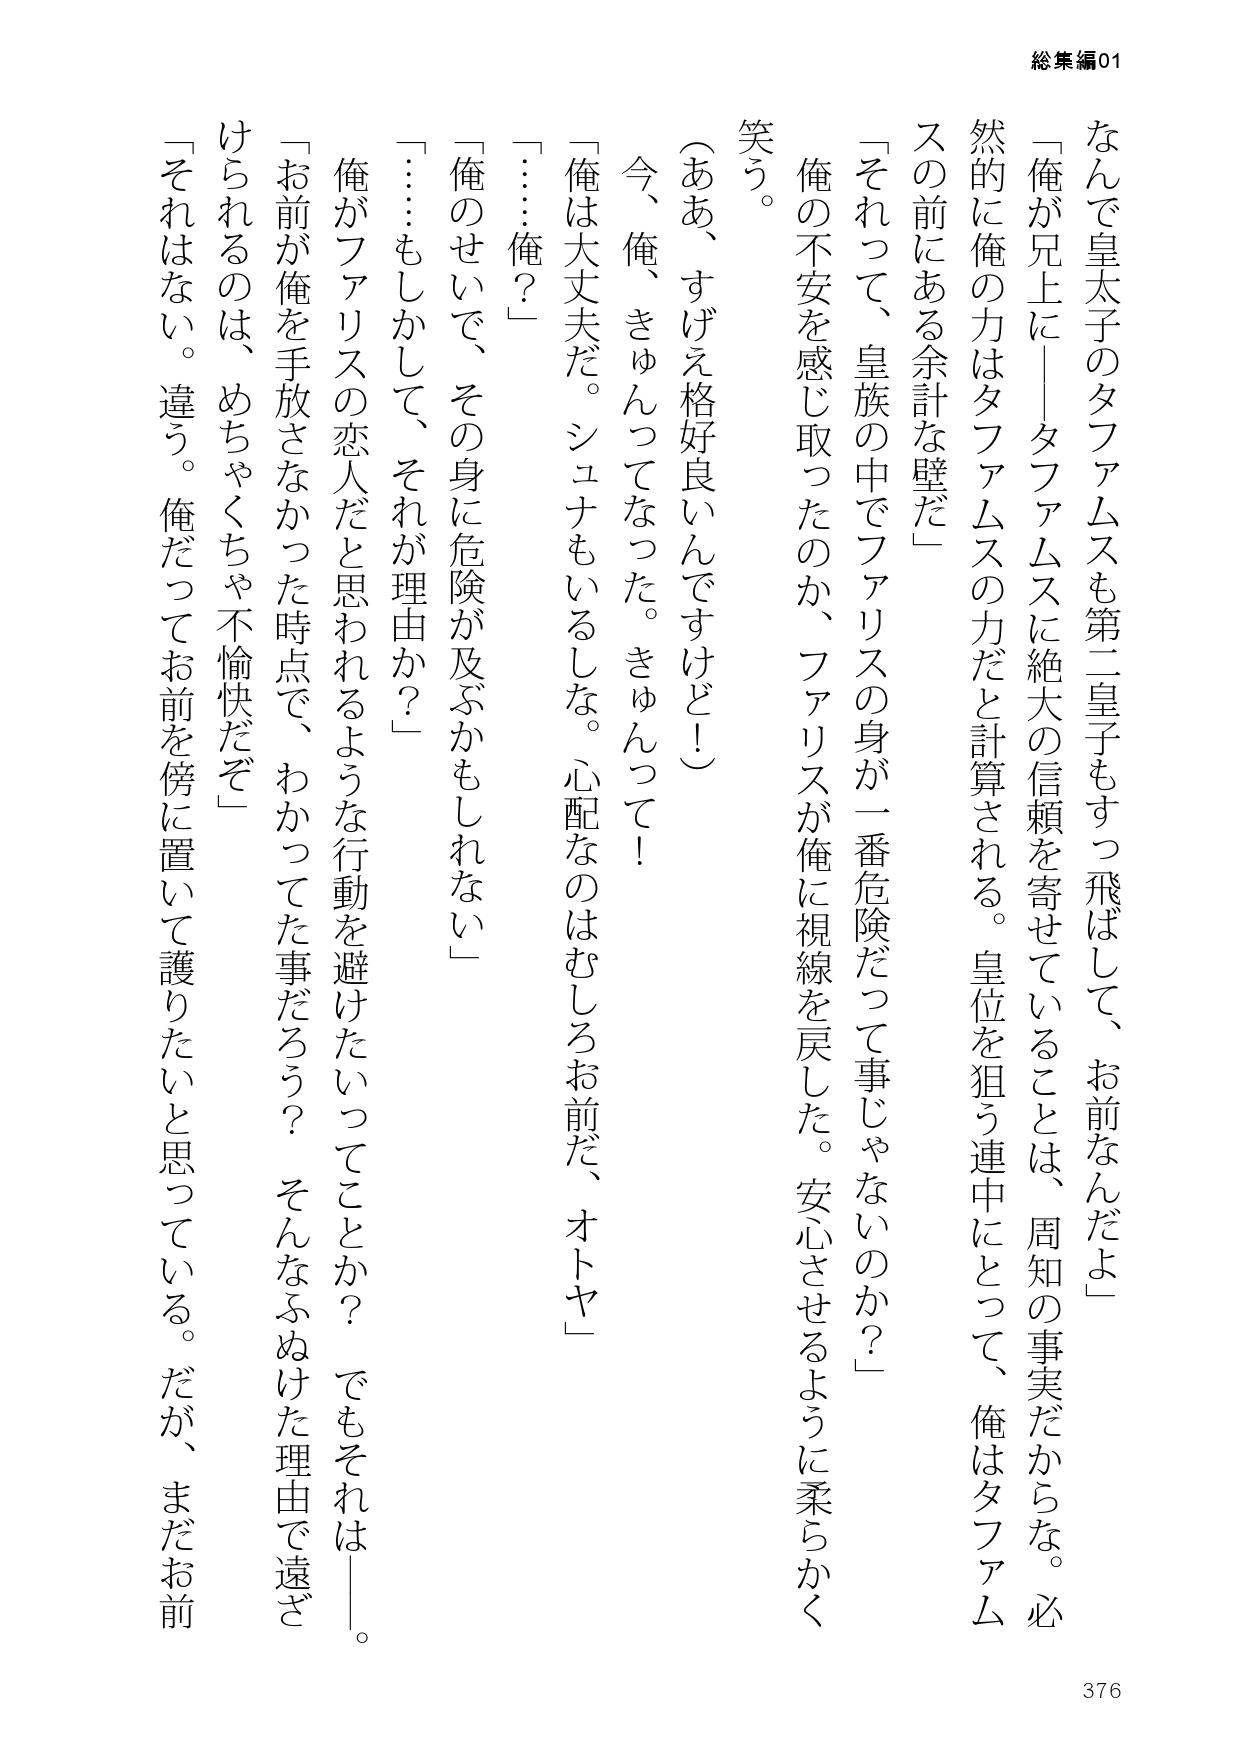 総集編01
なんで皇太子のタファムスも第二皇子もすっ飛ばして、お前なんだよ」
「俺が兄上に――タファムスに絶大の信頼を寄せていることは、周知の事実だからな。必
然的に俺の力はタファムスの力だと計算される。皇位を狙う連中にとって、俺はタファム
スの前にある余計な壁だ」
「それって、皇族の中でファリスの身が一番危険だって事じゃないのか？」
　俺の不安を感じ取ったのか、ファリスが俺に視線を戻した。安心させるように柔らかく
笑う。
（ああ、すげえ格好良いんですけど！）
　今、俺、きゅんってなった。きゅんって！
「俺は大丈夫だ。シュナもいるしな。心配なのはむしろお前だ、オトヤ」
「……俺？」
「俺のせいで、その身に危険が及ぶかもしれない」
「……もしかして、それが理由か？」
　俺がファリスの恋人だと思われるような行動を避けたいってことか？　でもそれは――。
「お前が俺を手放さなかった時点で、わかってた事だろう？　そんなふぬけた理由で遠ざ
けられるのは、めちゃくちゃ不愉快だぞ」
「それはない。違う。俺だってお前を傍に置いて護りたいと思っている。だが、まだお前
376